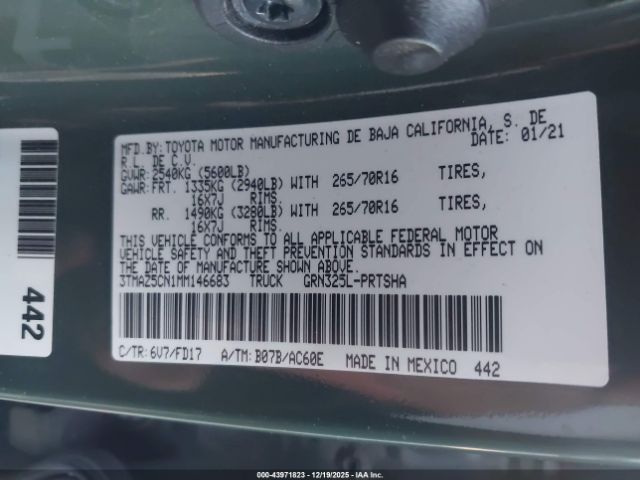 MFD.BY: TOYOTA MOTOR MANUFACTURING DE BAJA CALIFORNIA, S. DE
R.L. DE C.V. DATE: 01/21
GVWR: 2540KG (5600LB)
GAWR: FRT. 1335KG (2940LB) WITH 265/70R16 TIRES,
16X7J RIMS.
RR. 1490KG (3280LB) WITH 265/70R16 TIRES,
16X7J RIMS.
THIS VEHICLE CONFORMS TO ALL APPLICABLE FEDERAL MOTOR
VEHICLE SAFETY AND THEFT PREVENTION STANDARDS IN EFFECT ON
THE DATE OF MANUFACTURE SHOWN ABOVE.
3TMAZ5CN1MM146683 TRUCK GRN325L-PRTSHA
C/TR: 6V7/FD17 A/TM: B07B/AC60E MADE IN MEXICO 442
442
000-43971823 - 12/19/2025 - IAAI.COM